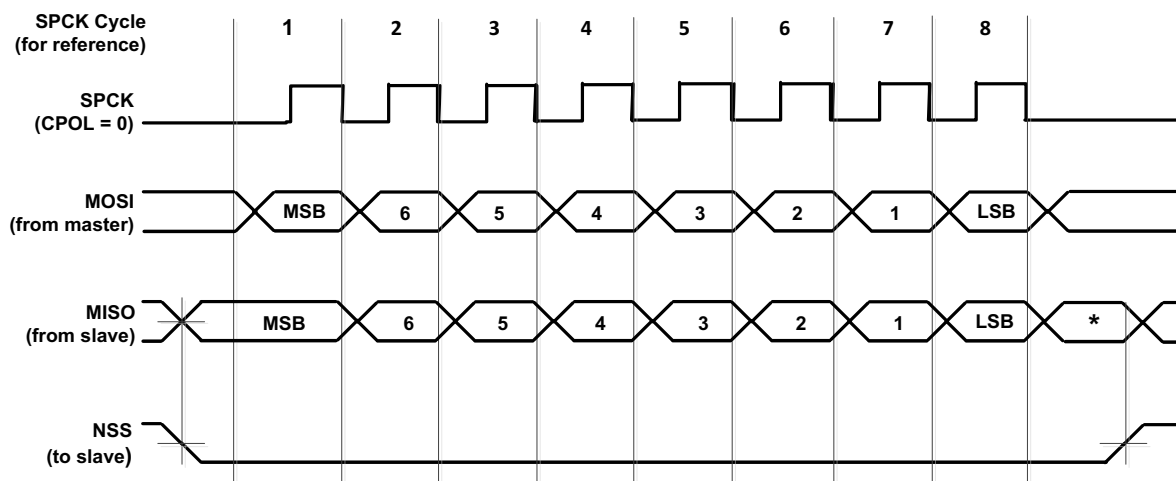 SPCK Cycle
(for reference)
1 2 3 4 5 6 7 8
SPCK
(CPOL = 0)
MOSI
(from master)
MSB 6 5 4 3 2 1 LSB
MISO
(from slave)
MSB 6 5 4 3 2 1 LSB *
NSS
(to slave)